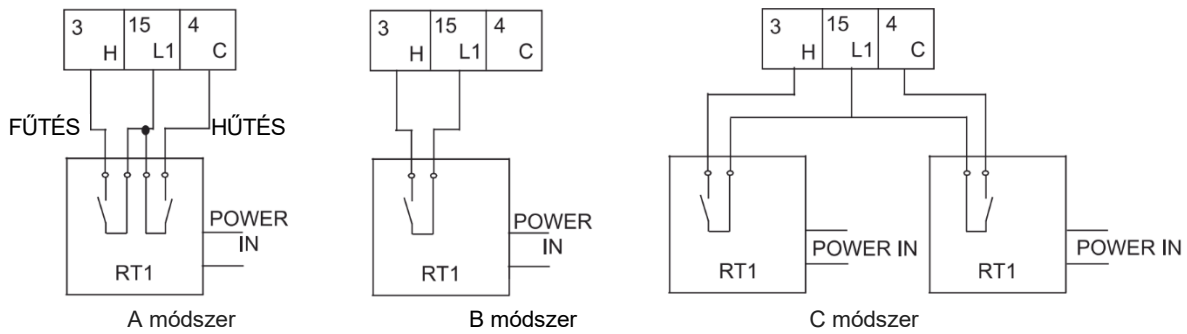 3 15 4
H L1 C
FŰTÉS HŰTÉS
POWER
IN
RT1
A módszer
3 15 4
H L1 C
POWER
IN
RT1
B módszer
3 15 4
H L1 C
POWER IN POWER IN
RT1 RT1
C módszer